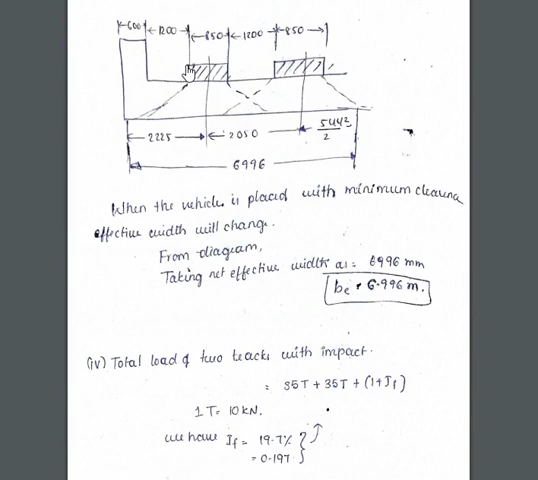 600 1200 850 1200 850
2225 2050 5442/2
6996
When the vehicle is placed with minimum clearna
effective width will change.
From diagram,
Taking net effective width as = 6996 mm
be = 6.996 m.
(iv) Total load of two tracks with impact.
= 35T + 35T + (1+If)
1T = 10 KN.
we have If = 19.7%
= 0.197